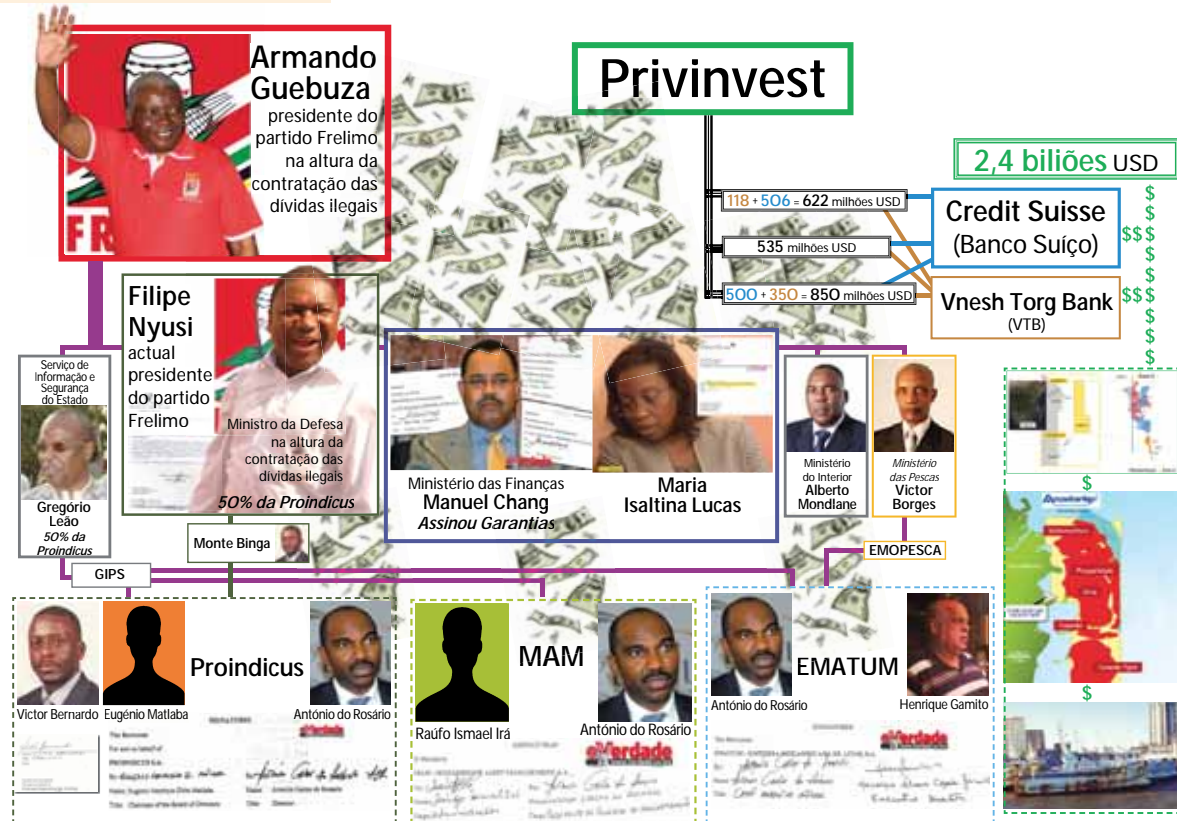 Armando
Guebuza
presidente do
partido Frelimo
na altura da
contratação das
dívidas ilegais
FR
Privinvest
2,4 biliões USD
118 + 506 = 622 milhões USD
535 milhões USD
500 + 350 = 850 milhões USD
Credit Suisse
(Banco Suíço)
Vnesh Torg Bank
(VTB)
$
$
$$$
$
$
$$$
$
$
$
$
Filipe
Nyusi
actual
presidente
do partido
Frelimo
Ministro da Defesa
na altura da
contratação das
dívidas ilegais
50% da Proindicus
Serviço de
Informação e
Segurança
do Estado
Gregório
Leão
50% da
Proindicus
Ministério das Finanças
Manuel Chang
Assinou Garantias
Maria
Isaltina Lucas
Ministério
do Interior
Alberto
Mondlane
Ministério
das Pescas
Victor
Borges
Monte Binga
GIPS
EMOPESCA
Proindicus
Victor Bernardo
Eugénio Matlaba
António do Rosário
MAM
Raúfo Ismael Irá
António do Rosário
EMATUM
António do Rosário
Henrique Gamito
@Verdade
@Verdade
@Verdade
PROINDICUS S.A.
$
$